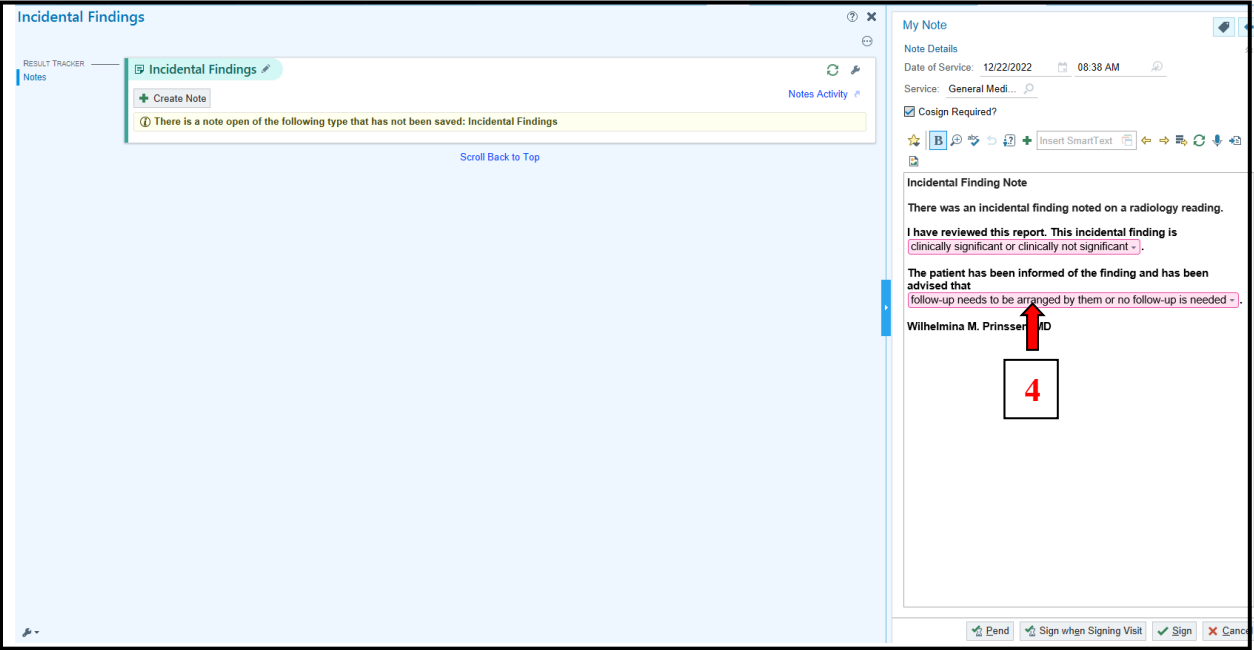 Incidental Findings
RESULT TRACKER
Notes
Incidental Findings
Create Note
Notes Activity
There is a note open of the following type that has not been saved: Incidental Findings
Scroll Back to Top
My Note
Note Details
Date of Service: 12/22/2022 08:38 AM
Service: General Medi...
Cosign Required?
B abc Insert SmartText
Incidental Finding Note
There was an incidental finding noted on a radiology reading.
I have reviewed this report. This incidental finding is
clinically significant or clinically not significant .
The patient has been informed of the finding and has been
advised that
follow-up needs to be arranged by them or no follow-up is needed .
Wilhelmina M. Prinssen MD
4
Pend Sign when Signing Visit Sign Cancel